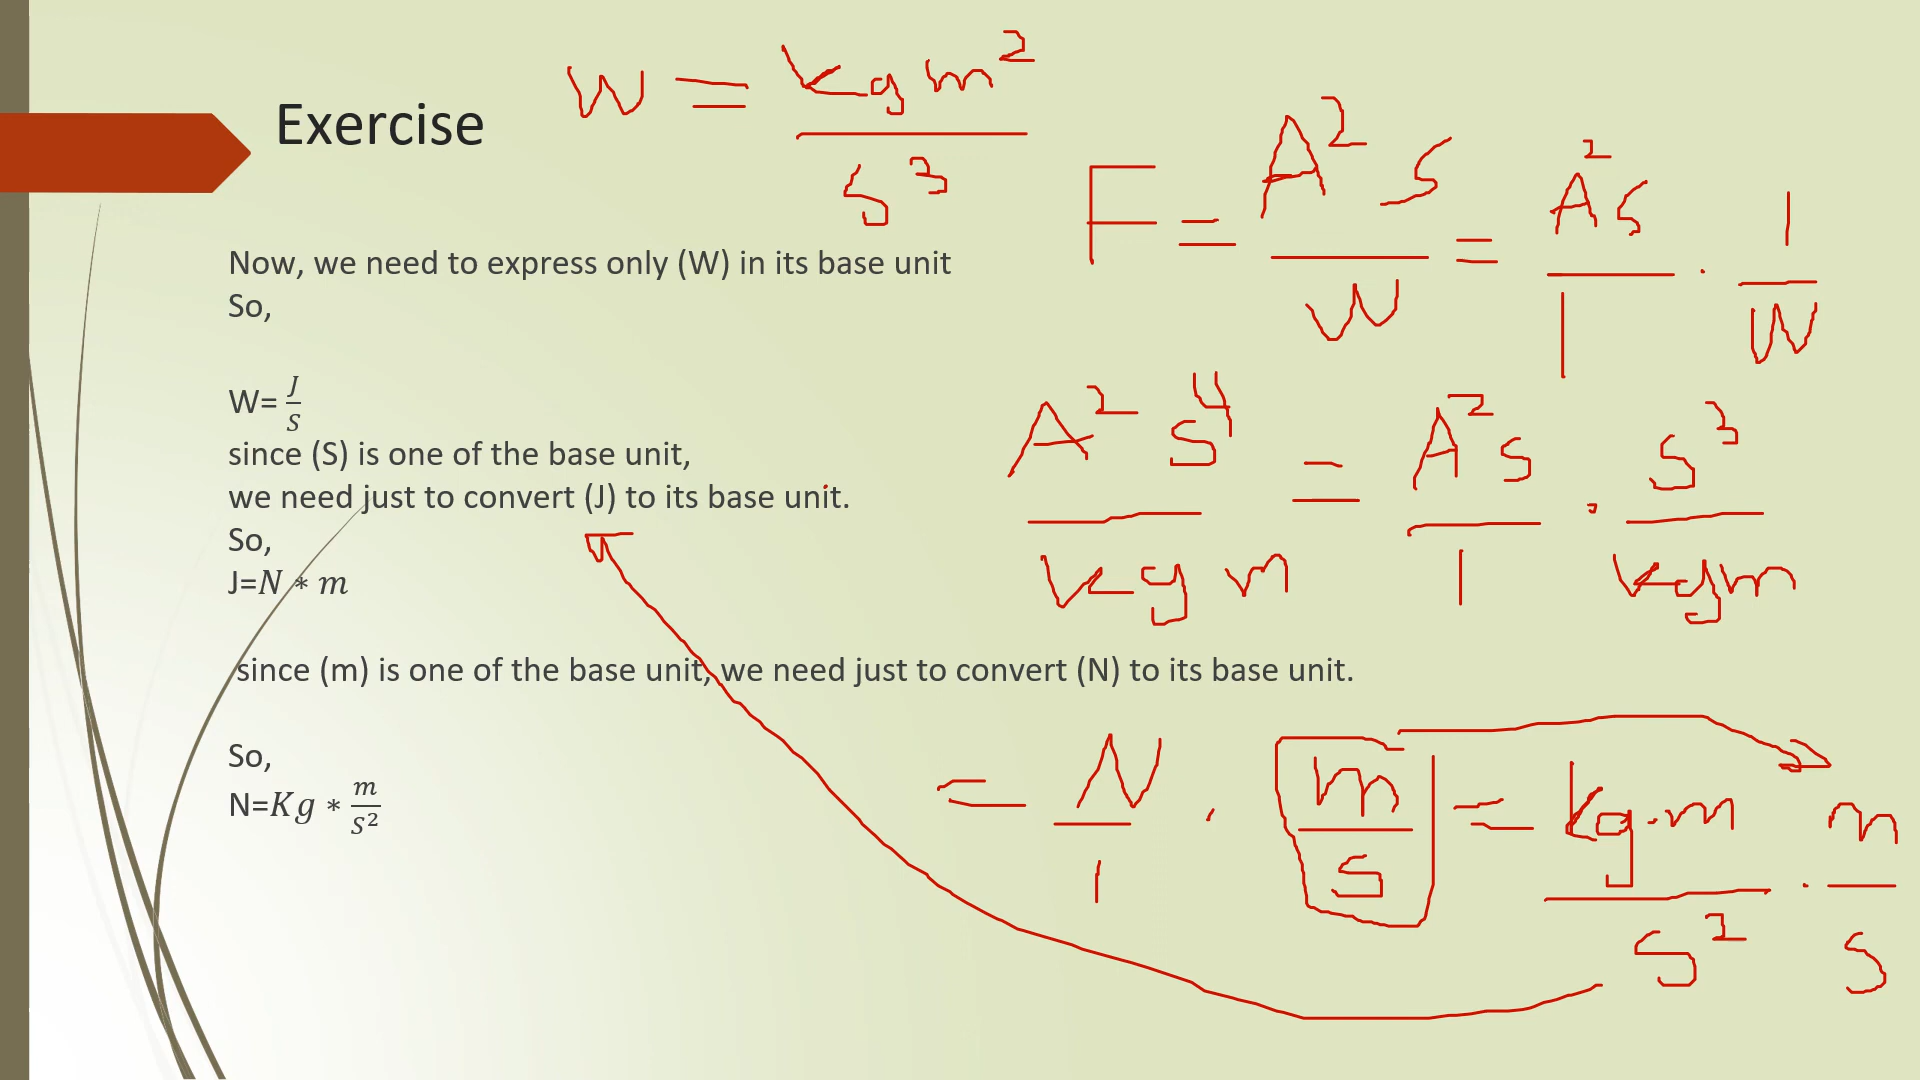 Exercise
W = kgm²/s³
F = A²s/W = A²s/1 · 1/W
Now, we need to express only (W) in its base unit
So,
W= J/S
since (S) is one of the base unit,
we need just to convert (J) to its base unit.
So,
J=N * m
A²s⁴/kgm = A²s/1 · s³/kgm
since (m) is one of the base unit, we need just to convert (N) to its base unit.
So,
N=Kg * m/S²
= N/1 · m/s = kg·m/s² · m/s